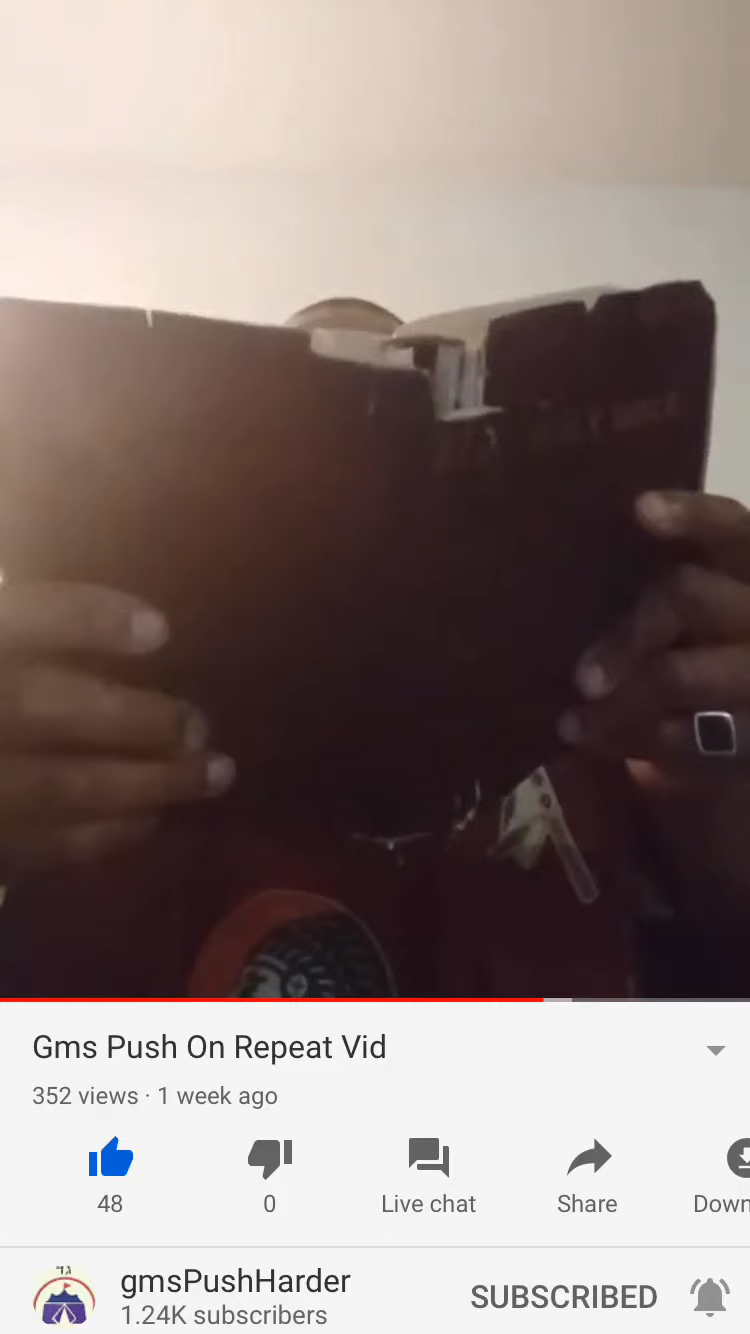 Gms Push On Repeat Vid
352 views · 1 week ago
48
0
Live chat
Share
Down
גד
gmsPushHarder
1.24K subscribers
SUBSCRIBED